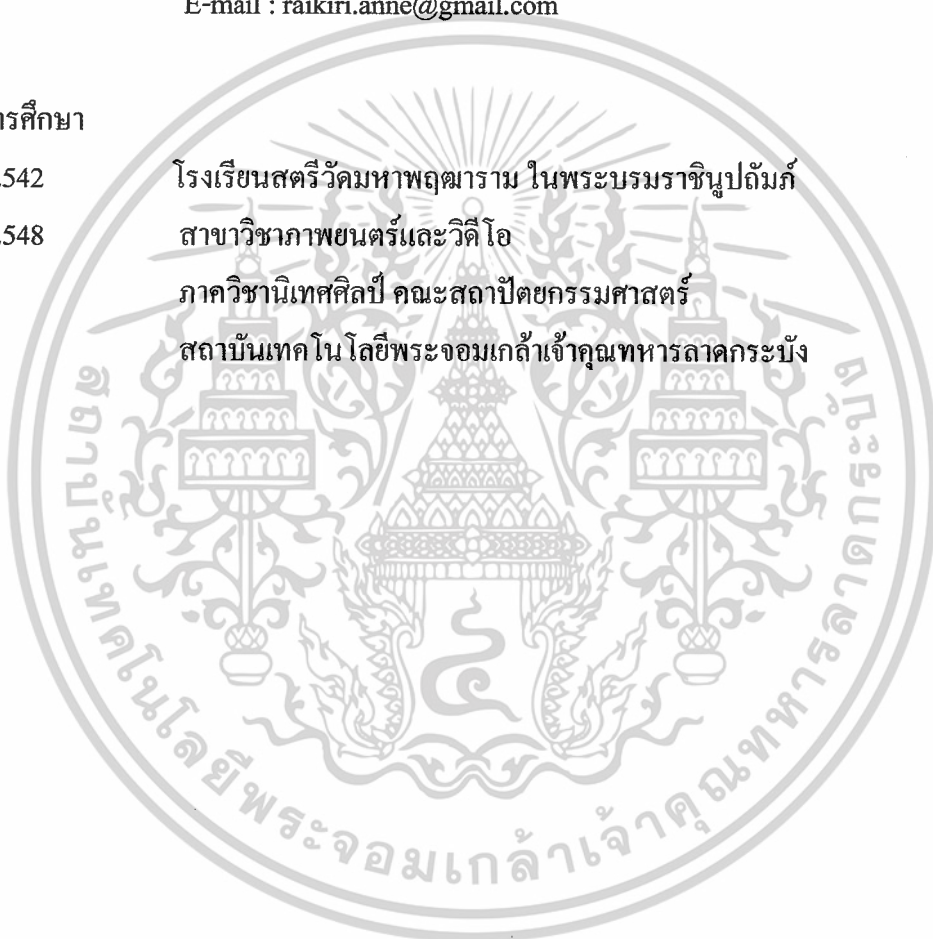 E-mail : raikiri.anne@gmail.com
ารศึกษา
.542 โรงเรียนสตรีวัดมหาพฤฒาราม ในพระบรมราชินูปถัมภ์
.548 สาขาวิชาภาพยนตร์และวิดีโอ
ภาควิชานิเทศศิลป์ คณะสถาปัตยกรรมศาสตร์
สถาบันเทคโนโลยีพระจอมเกล้าเจ้าคุณทหารลาดกระบัง
๔
สถาบันเทคโนโลยีพระจอมเกล้าเจ้าคุณทหารลาดกระบัง